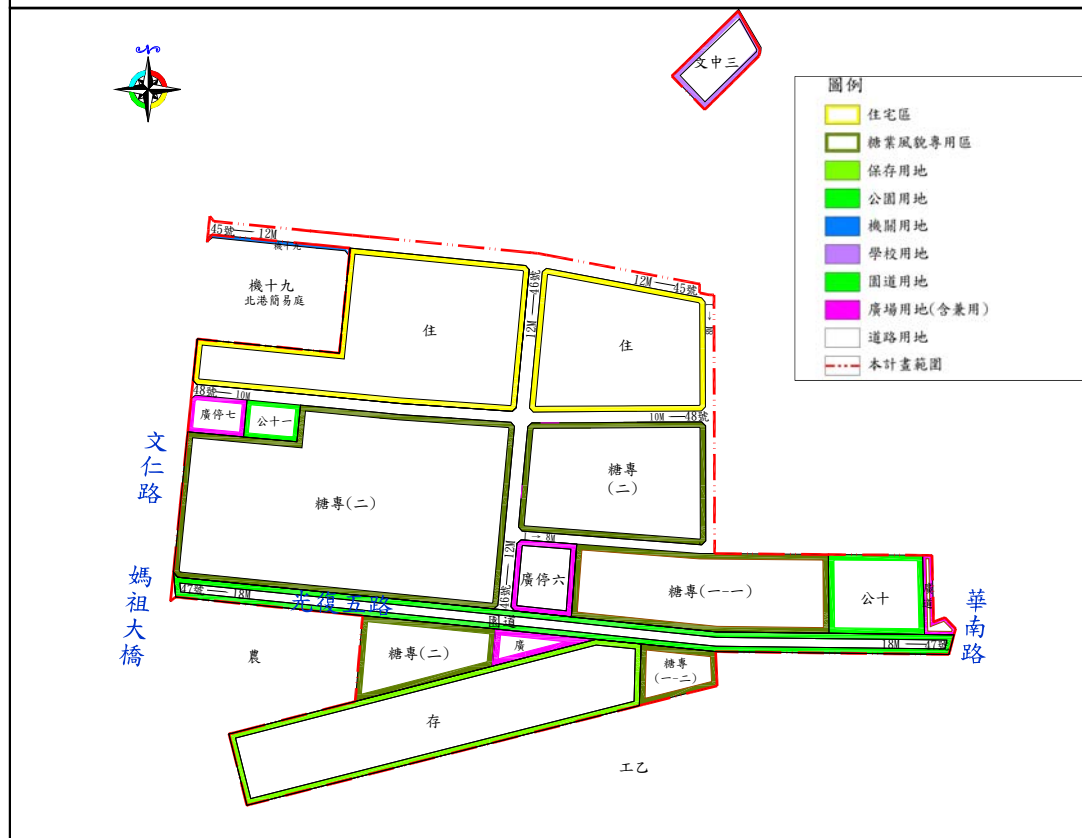 N
文中三
圖例
住宅區
糖業風貌專用區
保存用地
公園用地
機關用地
學校用地
園道用地
廣場用地(含兼用)
道路用地
本計畫範圍
45號
12M
機十九
機十九
北港簡易庭
住
12M
46號
12M
45號
8M
住
48號
10M
10M
48號
廣停七
公十一
文仁路
糖專(二)
糖專
(二)
8M
46號
12M
廣停六
糖專(一-一)
公十
廣道
華南路
47號
18M
光復五路
園道
18M
47號
媽祖大橋
農
糖專(二)
廣
糖專
(一-二)
存
工乙